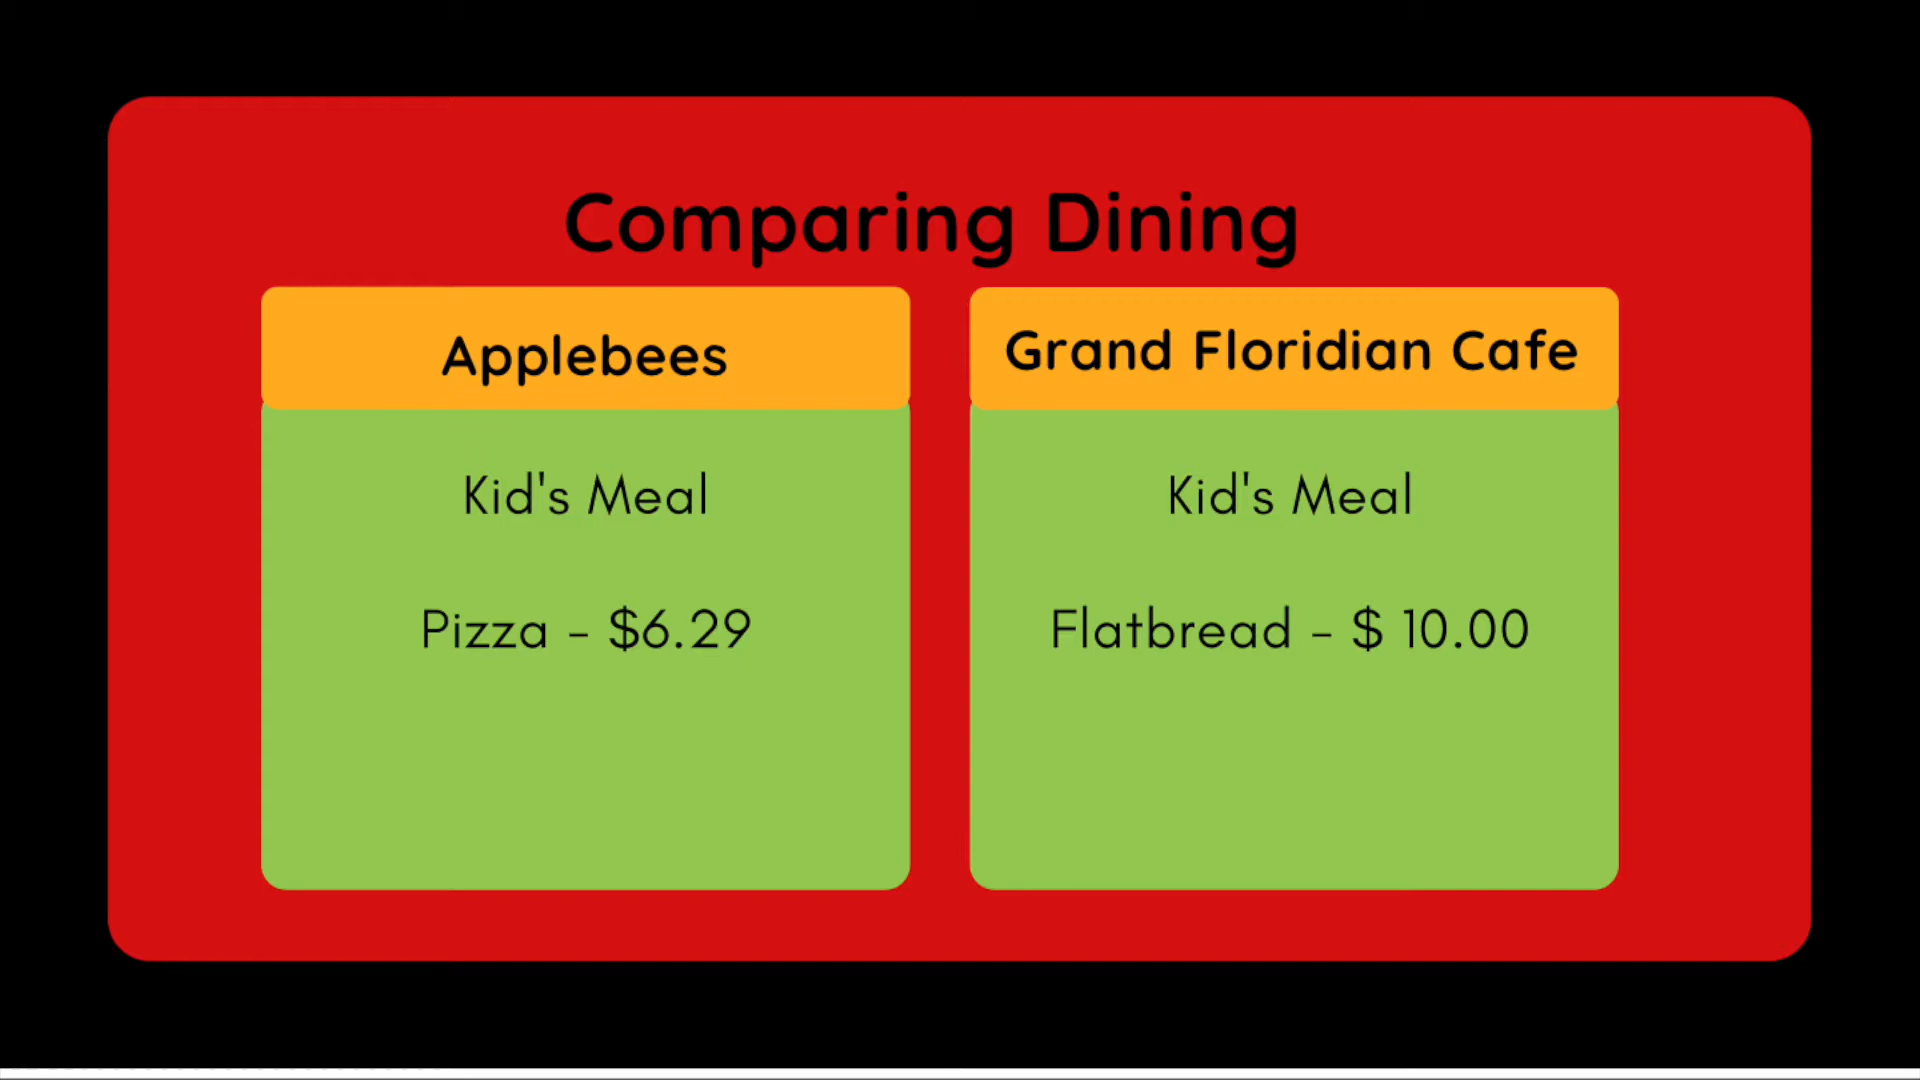 Comparing Dining
Applebees
Kid's Meal
Pizza - $6.29
Grand Floridian Cafe
Kid's Meal
Flatbread - $ 10.00